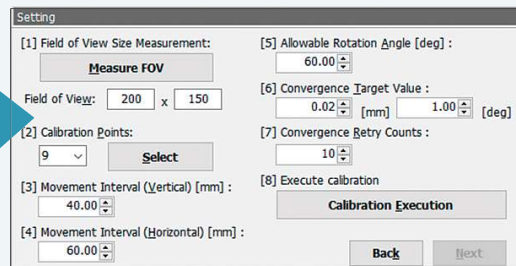 Setting
[1] Field of View Size Measurement:
Measure FOV
Field of View: 200 x 150
[2] Calibration Points:
9 Select
[3] Movement Interval (Vertical) [mm] :
40.00
[4] Movement Interval (Horizontal) [mm] :
60.00
[5] Allowable Rotation Angle [deg] :
60.00
[6] Convergence Target Value :
0.02 [mm] 1.00 [deg]
[7] Convergence Retry Counts :
10
[8] Execute calibration
Calibration Execution
Back Next